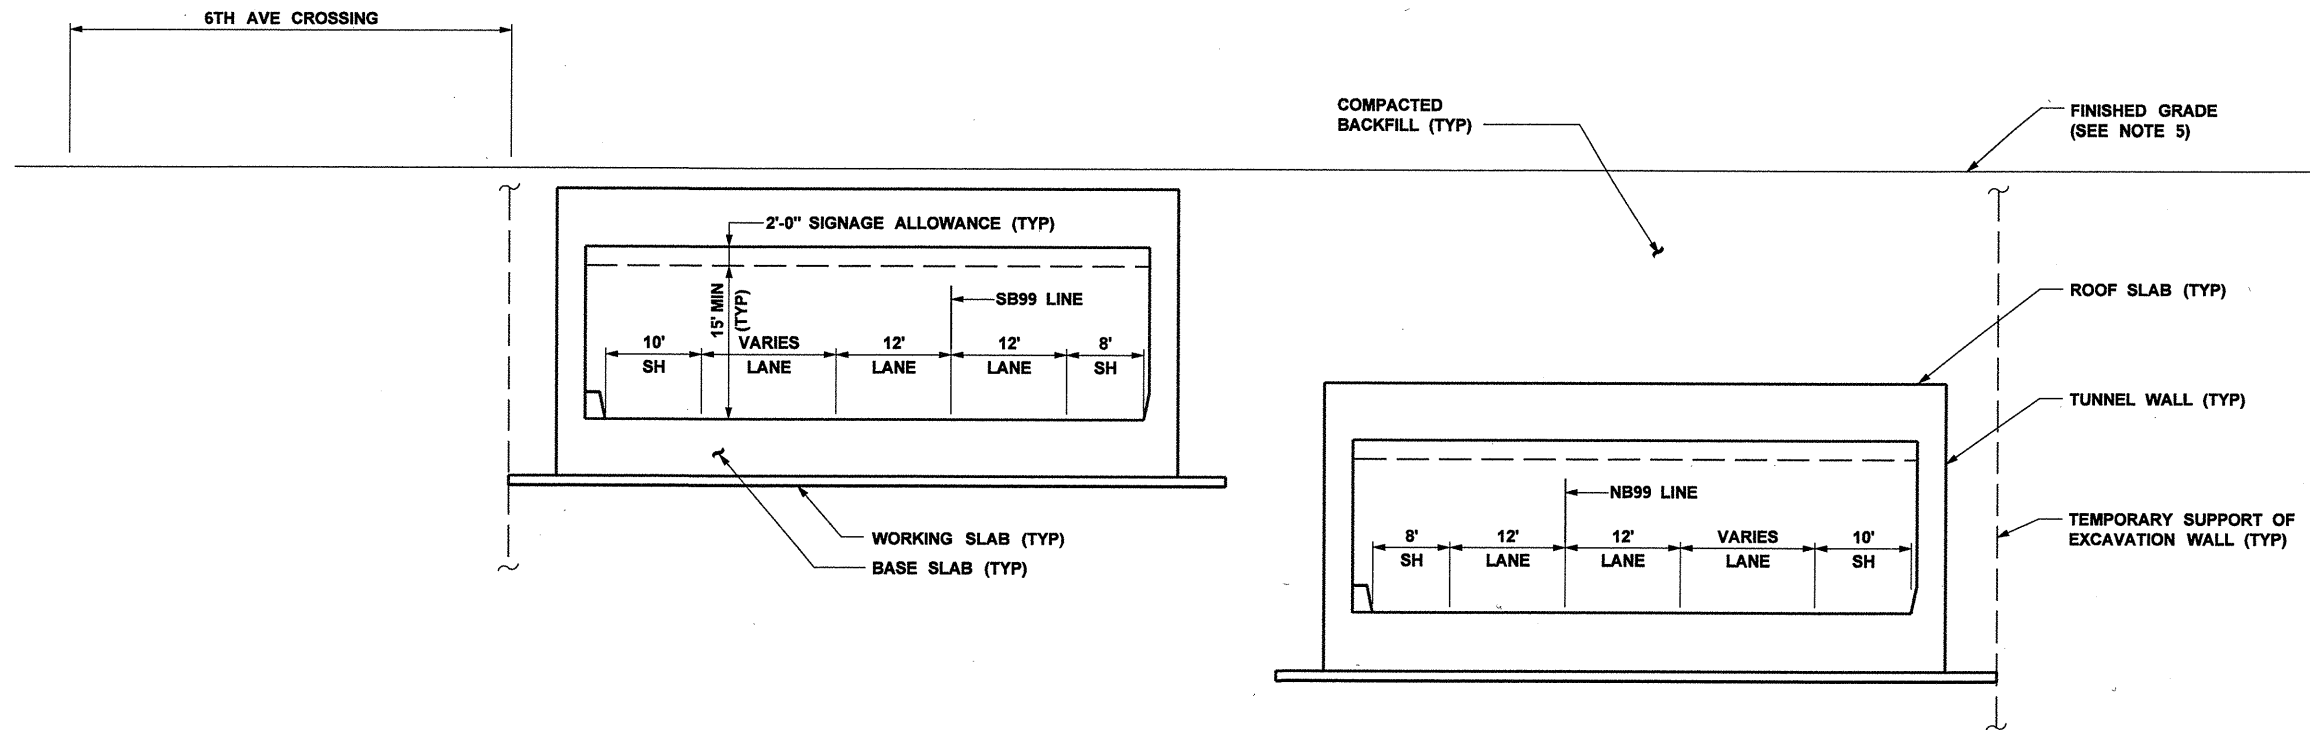 6TH AVE CROSSING
COMPACTED
BACKFILL (TYP)
FINISHED GRADE
(SEE NOTE 5)
2'-0" SIGNAGE ALLOWANCE (TYP)
15' MIN
(TYP)
SB99 LINE
10'
SH
VARIES
LANE
12'
LANE
12'
LANE
8'
SH
ROOF SLAB (TYP)
TUNNEL WALL (TYP)
NB99 LINE
WORKING SLAB (TYP)
BASE SLAB (TYP)
8'
SH
12'
LANE
12'
LANE
VARIES
LANE
10'
SH
TEMPORARY SUPPORT OF
EXCAVATION WALL (TYP)